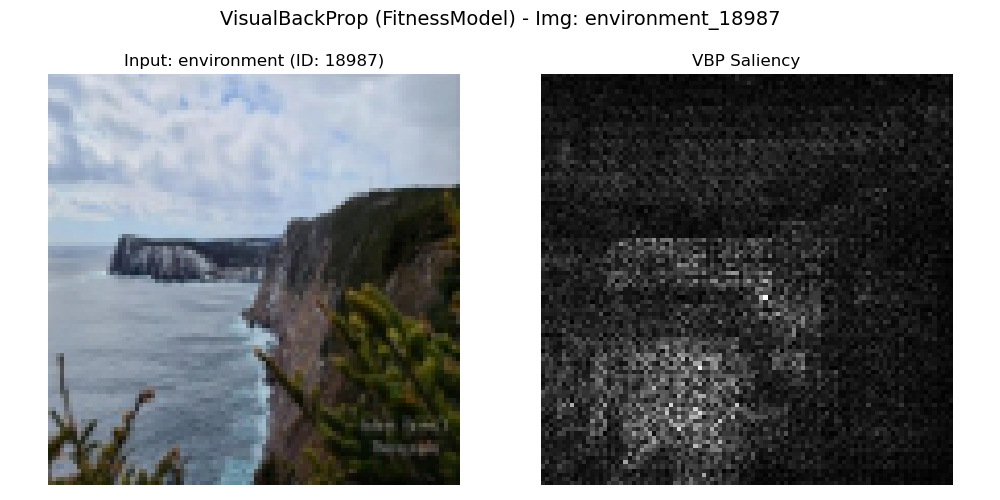 VisualBackProp (FitnessModel) - Img: environment_18987
Input: environment (ID: 18987)
VBP Saliency